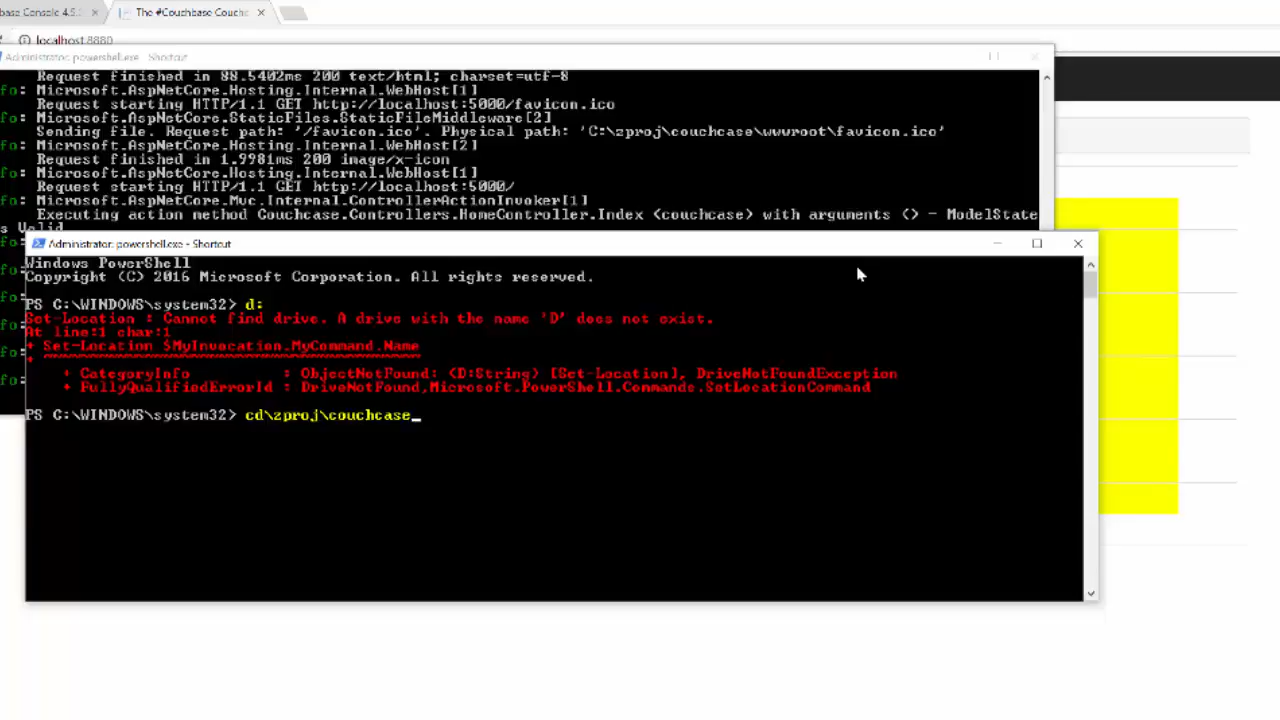 base Console 4.5.
The #Couchbase Couch
localhost:8880
Administrator: powershell.exe - Shortcut
Request finished in 88.5402ms 200 text/html; charset=utf-8
fo: Microsoft.AspNetCore.Hosting.Internal.WebHost[1]
Request starting HTTP/1.1 GET http://localhost:5000/favicon.ico
fo: Microsoft.AspNetCore.StaticFiles.StaticFileMiddleware[2]
Sending file. Request path: '/favicon.ico'. Physical path: 'C:\zproj\couchcase\wwwroot\favicon.ico'
fo: Microsoft.AspNetCore.Hosting.Internal.WebHost[2]
Request finished in 1.9981ms 200 image/x-icon
fo: Microsoft.AspNetCore.Hosting.Internal.WebHost[1]
Request starting HTTP/1.1 GET http://localhost:5000/
fo: Microsoft.AspNetCore.Mvc.Internal.ControllerActionInvoker[1]
Executing action method Couchcase.Controllers.HomeController.Index (couchcase) with arguments () - ModelState
s Valid
fo:
fo:
fo:
fo:
fo:
fo:
Administrator: powershell.exe - Shortcut
Windows PowerShell
Copyright (C) 2016 Microsoft Corporation. All rights reserved.
PS C:\WINDOWS\system32> d:
Set-Location : Cannot find drive. A drive with the name 'D' does not exist.
At line:1 char:1
+ Set-Location $MyInvocation.MyCommand.Name
+ ~~~~~~~~~~~~~~~~~~~~~~~~~~~~~~~~~~~~~~~~~
+ CategoryInfo : ObjectNotFound: (D:String) [Set-Location], DriveNotFoundException
+ FullyQualifiedErrorId : DriveNotFound,Microsoft.PowerShell.Commands.SetLocationCommand
PS C:\WINDOWS\system32> cd\zproj\couchcase_